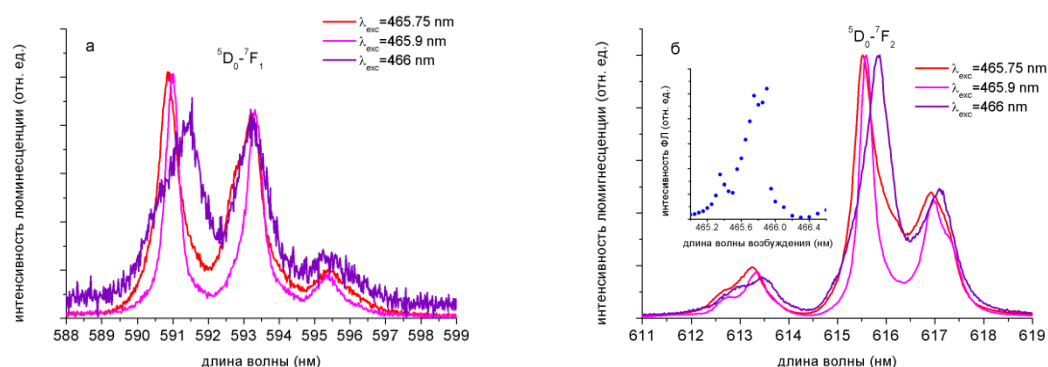 а
⁵D₀-⁷F₁
λexc=465.75 nm
λexc=465.9 nm
λexc=466 nm
интенсивность люминесценции (отн. ед.)
588 589 590 591 592 593 594 595 596 597 598 599
длина волны (нм)
б
⁵D₀-⁷F₂
λexc=465.75 nm
λexc=465.9 nm
λexc=466 nm
интенсивность ФЛ (отн. ед.)
465.2 465.6 466.0 466.4
длина волны возбуждения (нм)
интенсивность люмигнесценции (отн. ед.)
611 612 613 614 615 616 617 618 619
длина волны (нм)